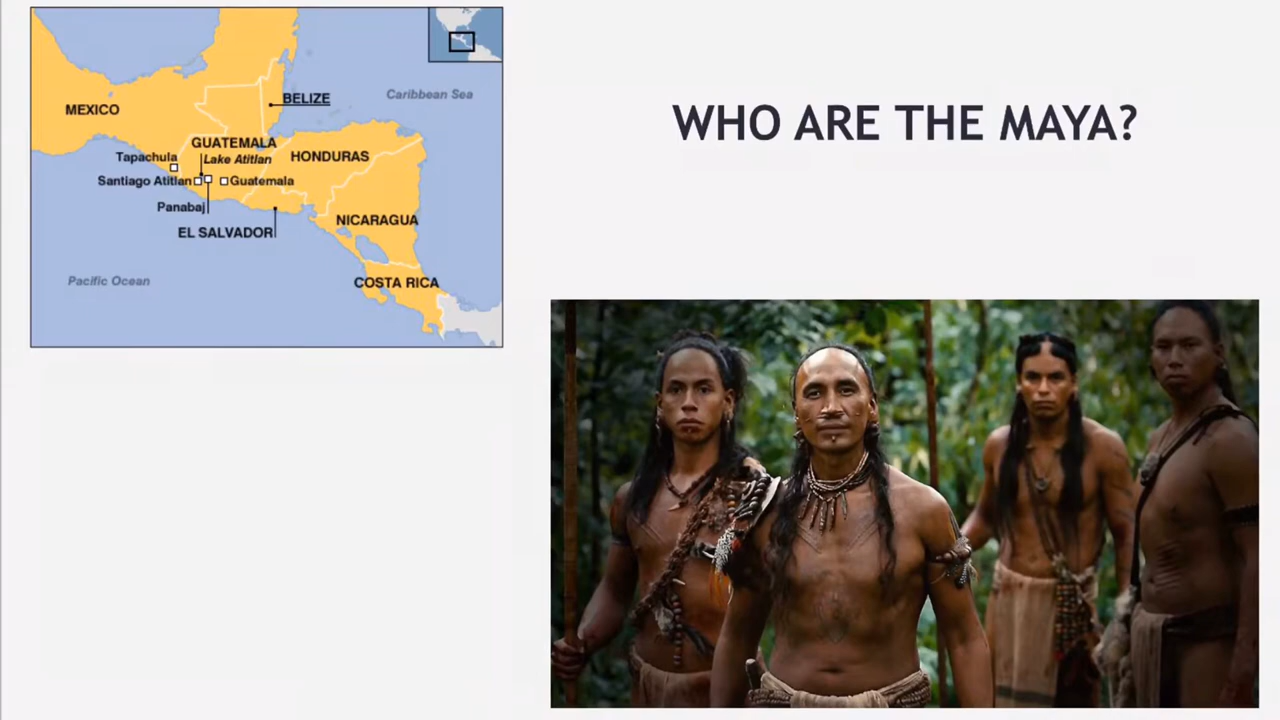 WHO ARE THE MAYA?
MEXICO
BELIZE
Caribbean Sea
GUATEMALA
Tapachula
Lake Atitlan
HONDURAS
Santiago Atitlan
Guatemala
Panabaj
NICARAGUA
EL SALVADOR
Pacific Ocean
COSTA RICA